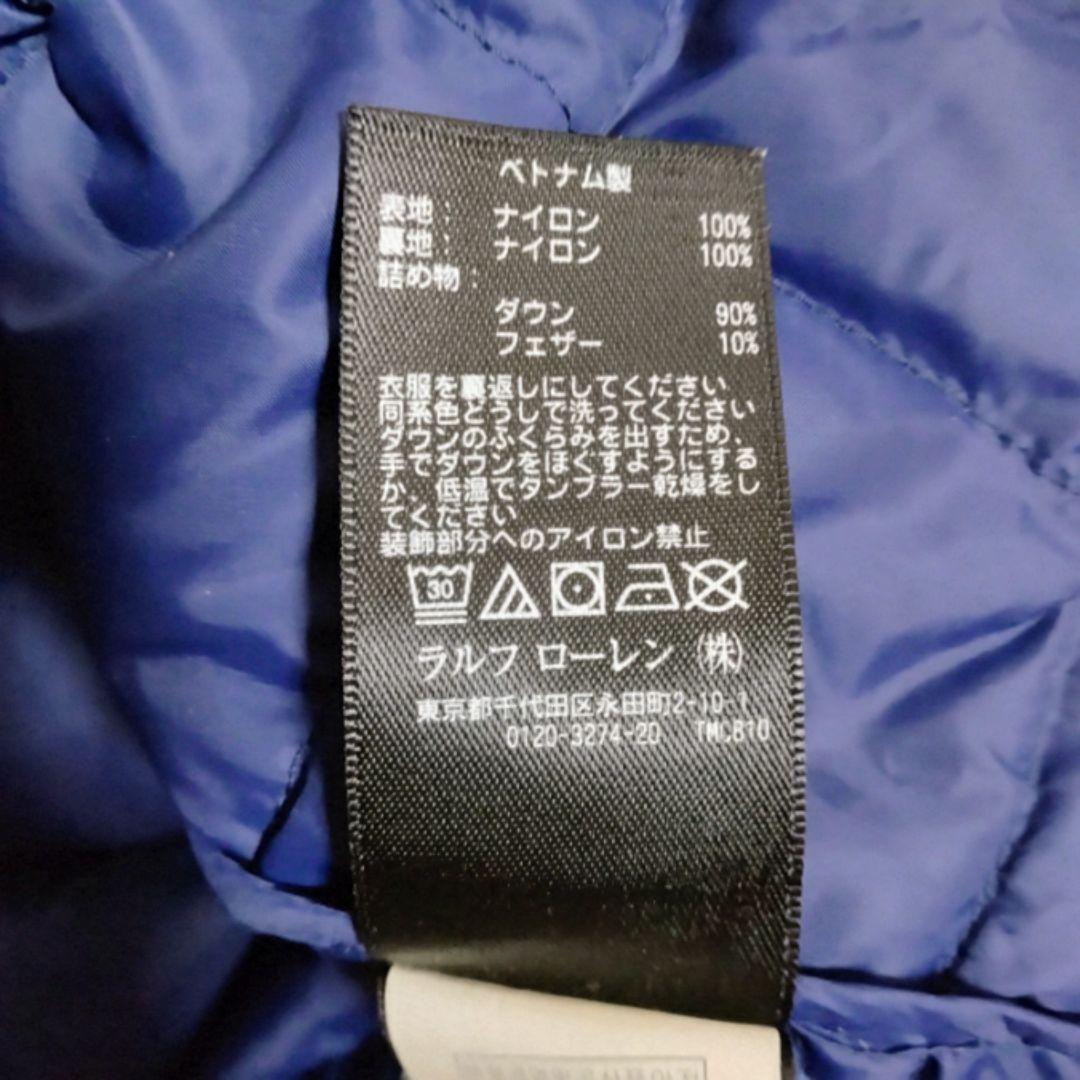 ベトナム製
表地: ナイロン 100%
裏地: ナイロン 100%
詰め物:
ダウン 90%
フェザー 10%
衣服を裏返しにしてください
同系色どうしで洗ってください
ダウンのふくらみを出すため、
手でダウンをほぐすようにする
か、低温でタンブラー乾燥をし
てください
装飾部分へのアイロン禁止
30
ラルフ ローレン (株)
東京都千代田区永田町2-10-1
0120-3274-20 TMC,B10